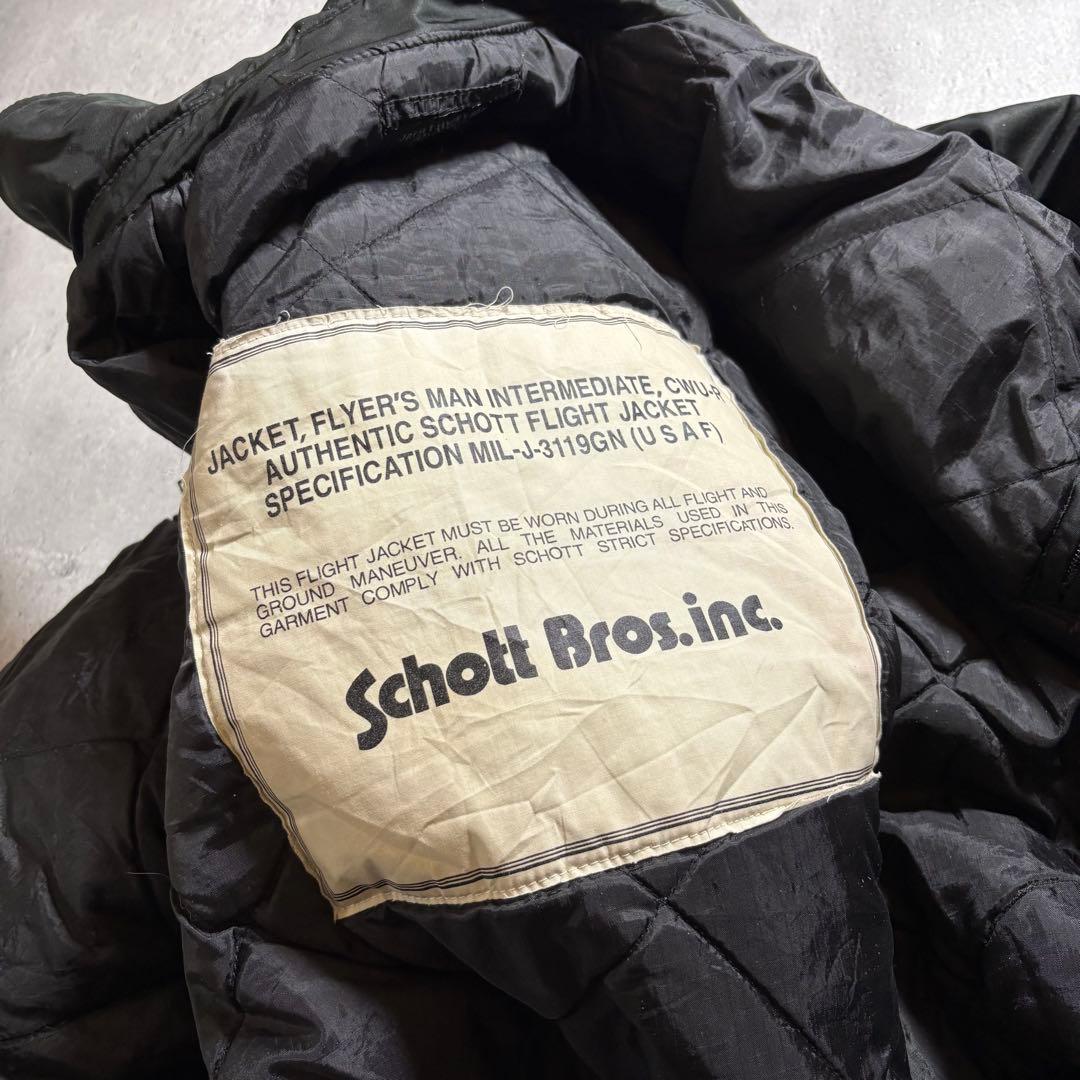 JACKET, FLYER'S MAN INTERMEDIATE, CWU-R
AUTHENTIC SCHOTT FLIGHT JACKET
SPECIFICATION MIL-J-3119GN (U S A F)
THIS FLIGHT JACKET MUST BE WORN DURING ALL FLIGHT AND
GROUND MANEUVER. ALL THE MATERIALS USED IN THIS
GARMENT COMPLY WITH SCHOTT STRICT SPECIFICATIONS.
Schott Bros. inc.